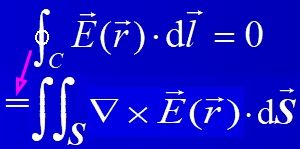 ∮_C E⃗(r⃗)·dl⃗ = 0
= ∬_S ∇ × E⃗(r⃗)·dS⃗